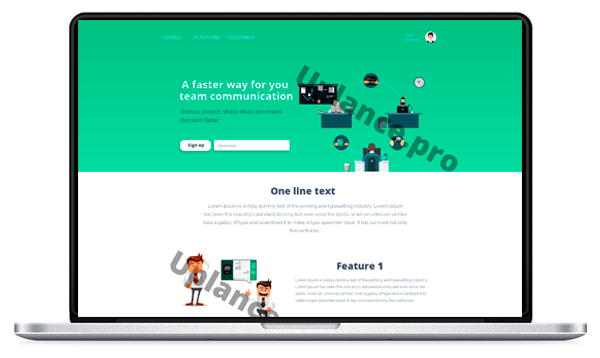 SERVICE PLATFORM CUSTOMER
A faster way for you
team communication
discuss project, share ideas and make
decision faster
Sign up
One line text
Lorem Ipsum is simply dummy text of the printing and typesetting industry. Lorem Ipsum
has been the industry's standard dummy text ever since the 1500s, when an unknown printer
took a galley of type and scrambled it to make a type specimen book. It has survived not only
five centuries,
Feature 1
Lorem Ipsum is simply dummy text of the printing and typesetting industry.
Lorem Ipsum has been the industry's standard dummy text ever since the 1500s,
when an unknown printer took a galley of type and scrambled it to make a type
specimen book. It has survived not only five centuries,
Uplance.pro
Uplance